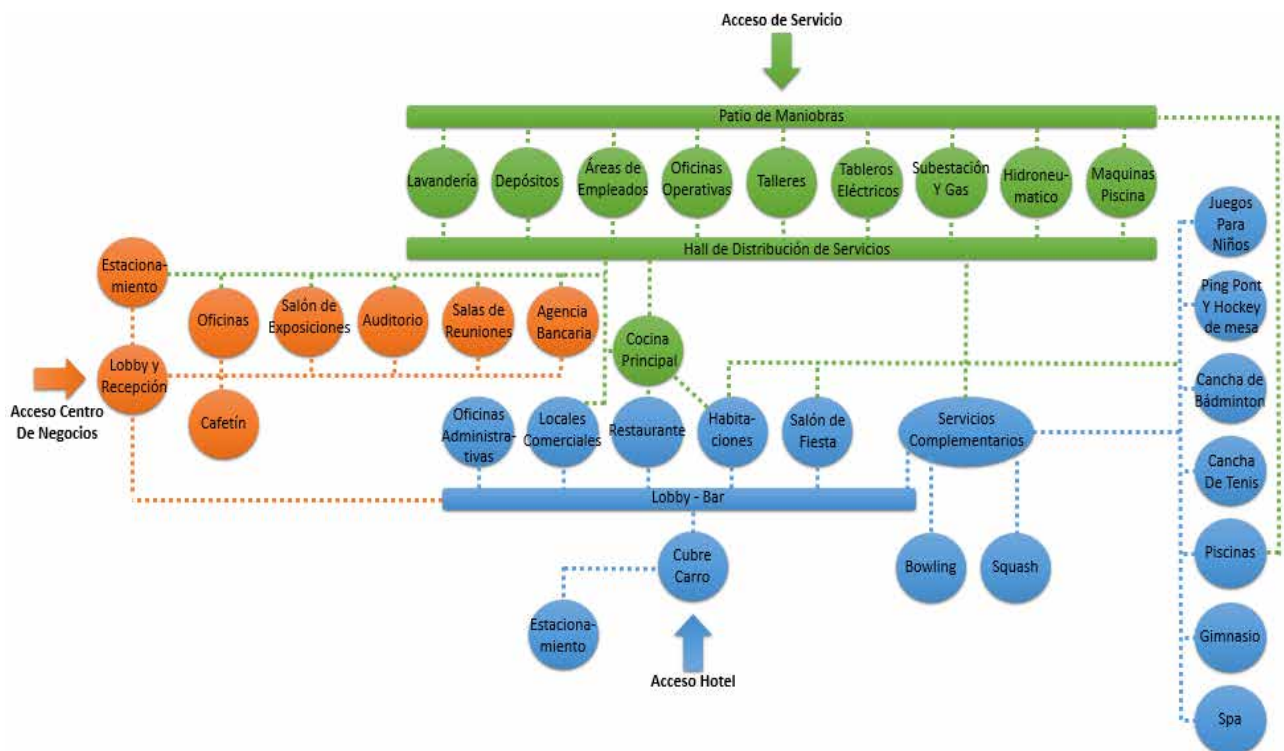 Acceso de Servicio
Patio de Maniobras
Lavandería
Depósitos
Áreas de
Empleados
Oficinas
Operativas
Talleres
Tableros
Eléctricos
Subestación
Y Gas
Hidroneu-
matico
Maquinas
Piscina
Hall de Distribución de Servicios
Estaciona-
miento
Oficinas
Salón de
Exposiciones
Auditorio
Salas de
Reuniones
Agencia
Bancaria
Cocina
Principal
Lobby y
Recepción
Acceso Centro
De Negocios
Cafetín
Oficinas
Administra-
tivas
Locales
Comerciales
Restaurante
Habita-
ciones
Salón de
Fiesta
Servicios
Complementarios
Lobby - Bar
Cubre
Carro
Estaciona-
miento
Acceso Hotel
Bowling
Squash
Juegos
Para
Niños
Ping Pont
Y Hockey
de mesa
Cancha de
Bádminton
Cancha
De Tenis
Piscinas
Gimnasio
Spa